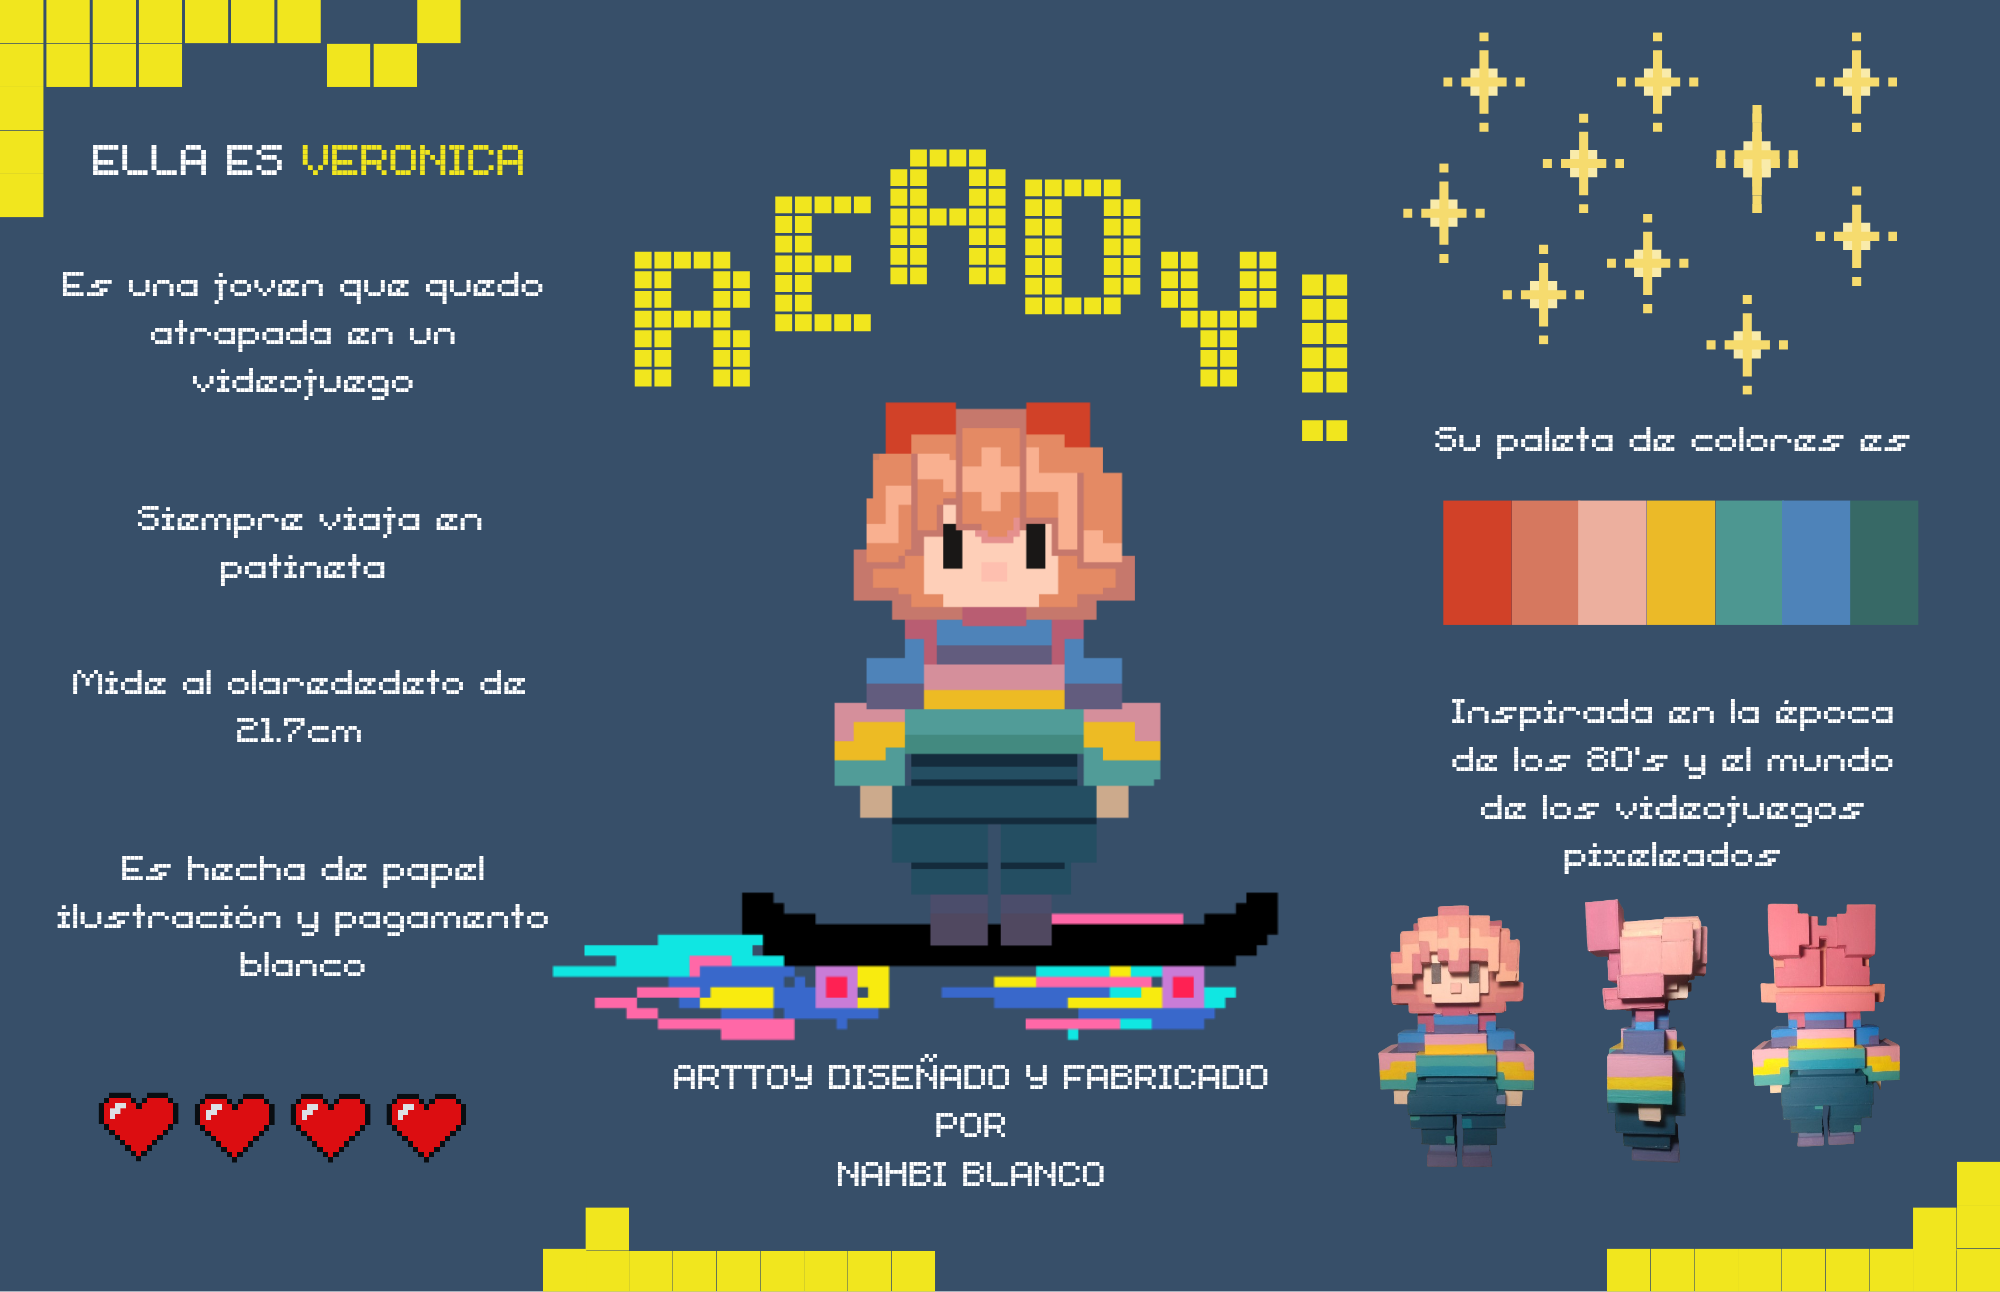 ELLA ES VERONICA
Es una joven que quedo
atrapada en un
videojuego
Siempre viaja en
patineta
Mide al olarededeto de
21.7cm
Es hecha de papel
ilustración y pagamento
blanco
READY!
ARTTOY DISEÑADO Y FABRICADO
POR
NAHBI BLANCO
Su paleta de colores es
Inspirada en la época
de los 80's y el mundo
de los videojuegos
pixeleados